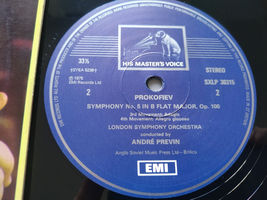 HIS MASTER'S VOICE
33⅓
STEREO
SXLP 30315
℗ 1975
EMI Records Ltd
2
2
PROKOFIEV
SYMPHONY No. 5 IN B FLAT MAJOR, Op. 100
3rd Movement: Adagio
4th Movement: Allegro giocoso
LONDON SYMPHONY ORCHESTRA
conducted by
ANDRÉ PREVIN
Anglo Soviet Music Press Ltd - Britico
EMI